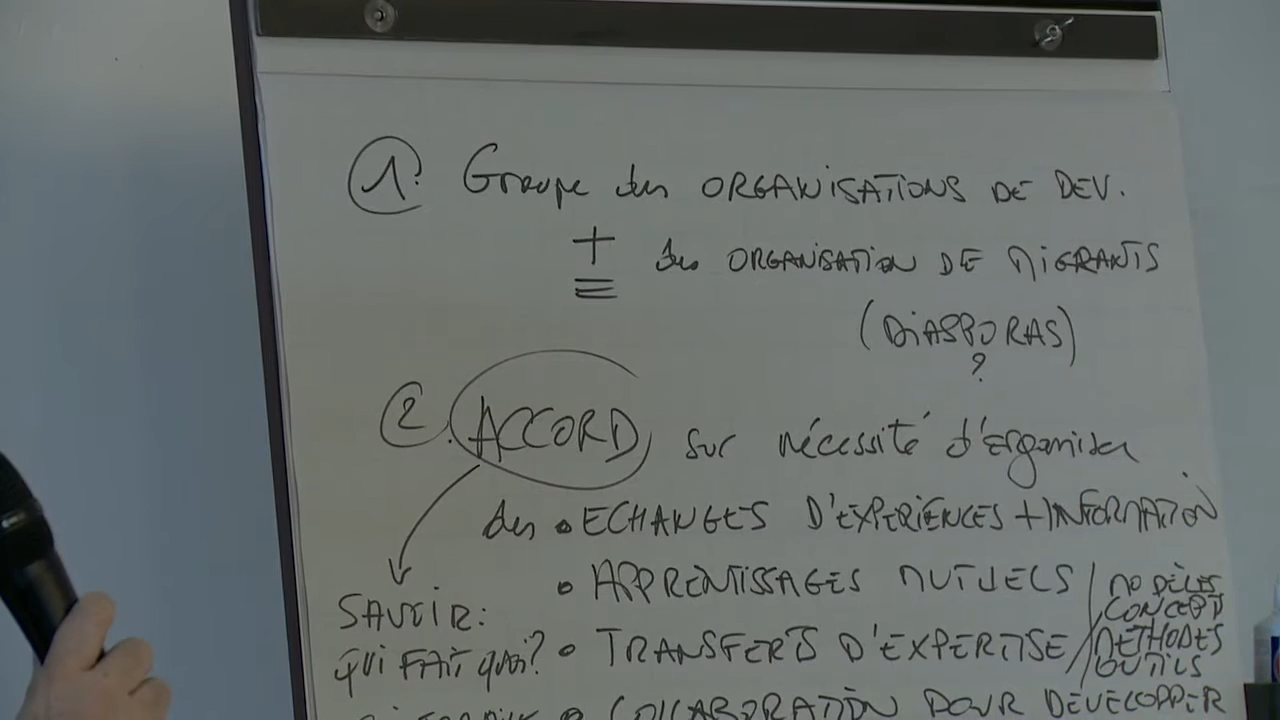 1. Groupe des ORGANISATIONS DE DEV.
+ des ORGANISATION DE MIGRANTS
≡
(DIASPORAS)
?
2. ACCORD sur nécessité d'organiser
des • ECHANGES D'EXPERIENCES + INFORMATION
• APPRENTISSAGES MUTUELS / MODÈLES
CONCEPT
SAVOIR:
• TRANSFERTS D'EXPERTISE / METHODES
OUTILS
QUI FAIT quoi?
• COLLABORATION POUR DEVELOPPER